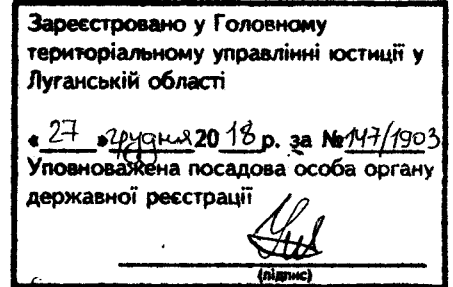 Зареєстровано у Головному
територіальному управлінні юстиції у
Луганській області
« 27 » грудня 20 18 р. за № 147/1903
Уповноважена посадова особа органу
державної реєстрації
(підпис)